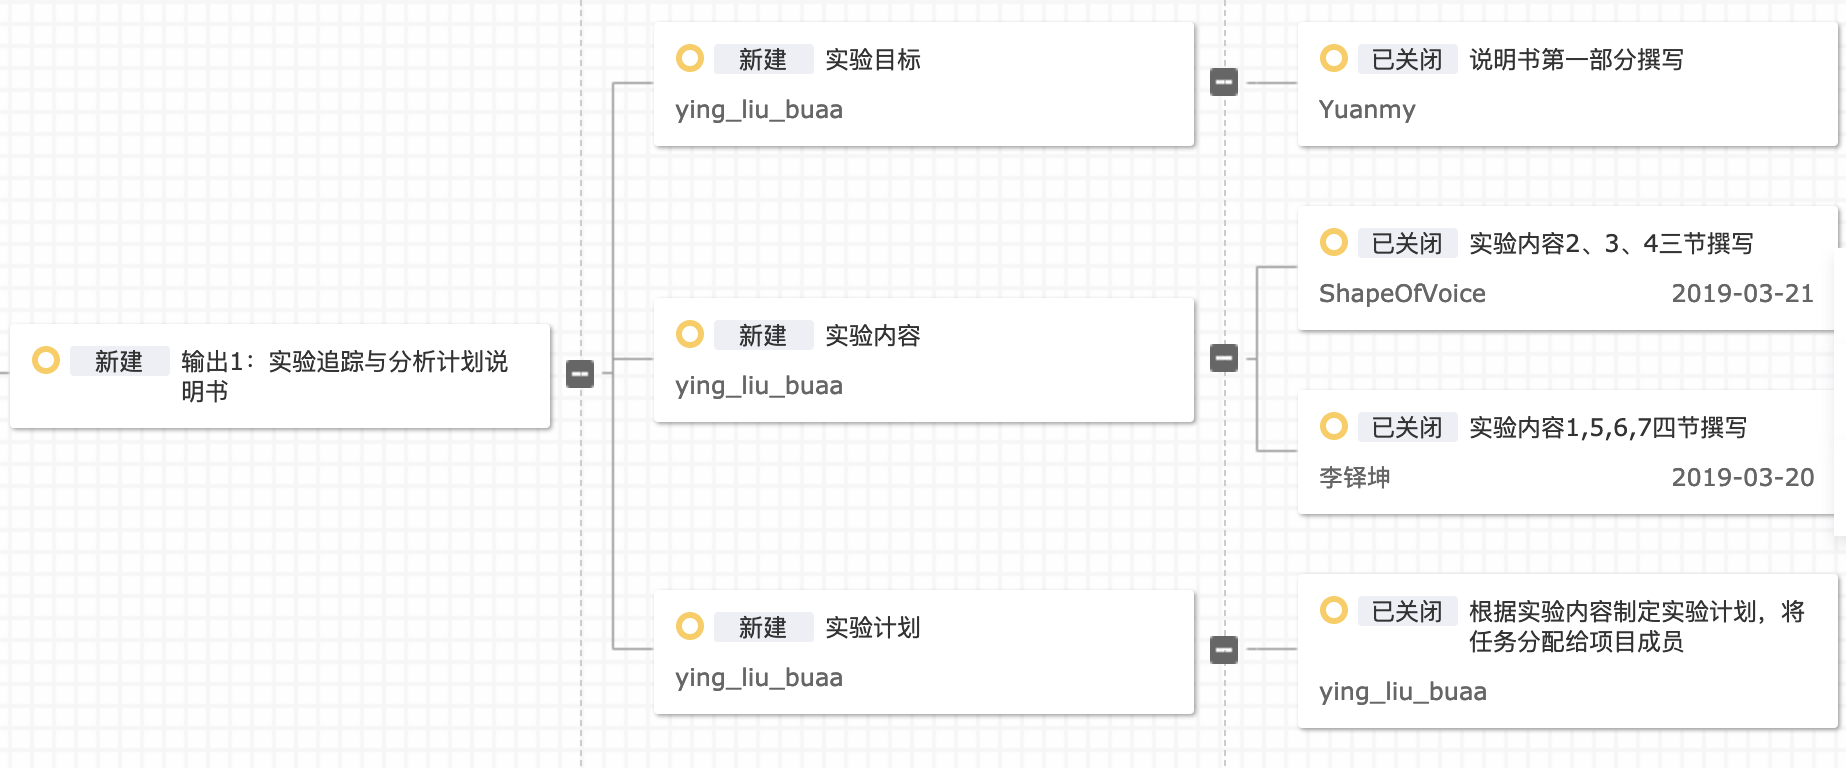 新建 输出1：实验追踪与分析计划说
明书
新建 实验目标
ying_liu_buaa
新建 实验内容
ying_liu_buaa
新建 实验计划
ying_liu_buaa
已关闭 说明书第一部分撰写
Yuanmy
已关闭 实验内容2、3、4三节撰写
ShapeOfVoice 2019-03-21
已关闭 实验内容1,5,6,7四节撰写
李铎坤 2019-03-20
已关闭 根据实验内容制定实验计划，将
任务分配给项目成员
ying_liu_buaa